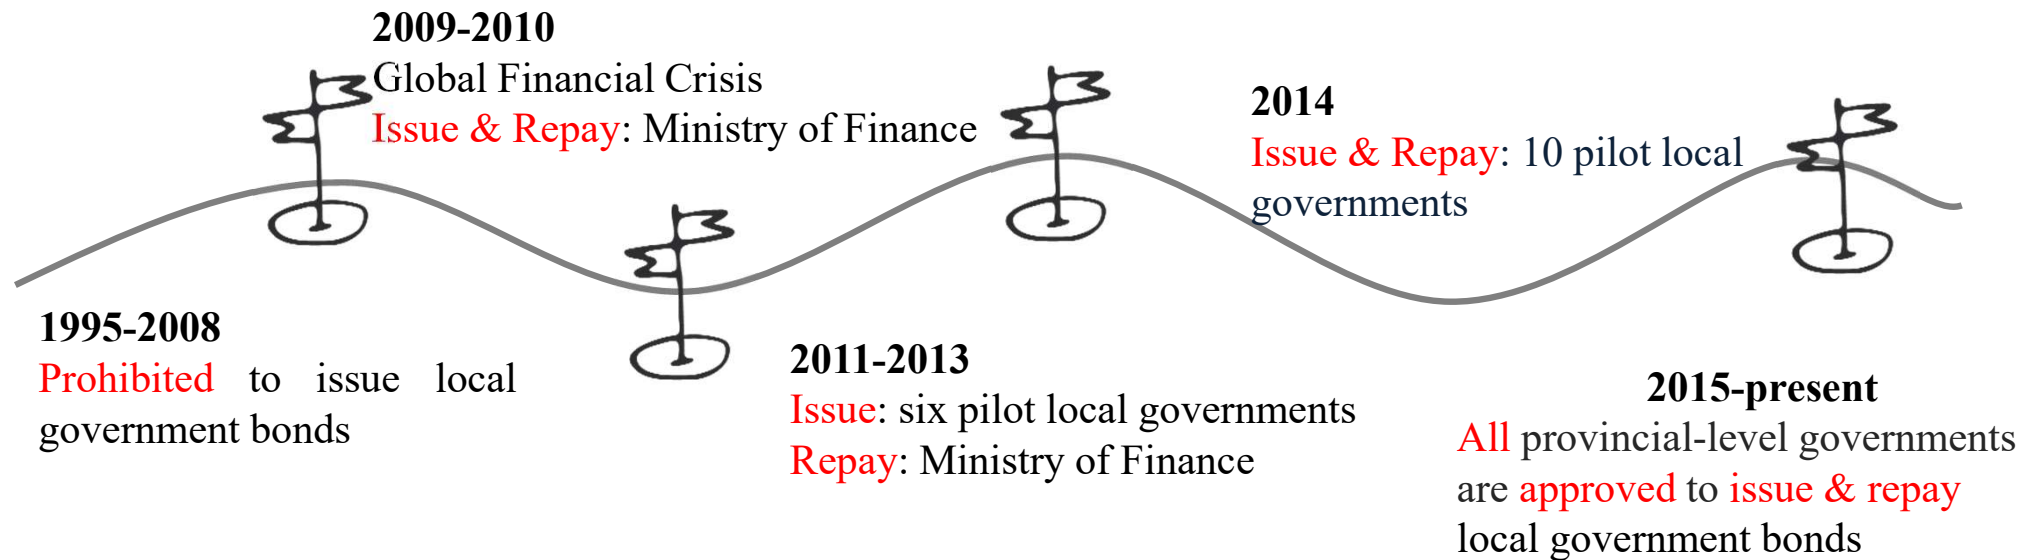 2009-2010
Global Financial Crisis
Issue & Repay: Ministry of Finance
2014
Issue & Repay: 10 pilot local
governments
1995-2008
Prohibited to issue local
government bonds
2011-2013
Issue: six pilot local governments
Repay: Ministry of Finance
2015-present
All provincial-level governments
are approved to issue & repay
local government bonds